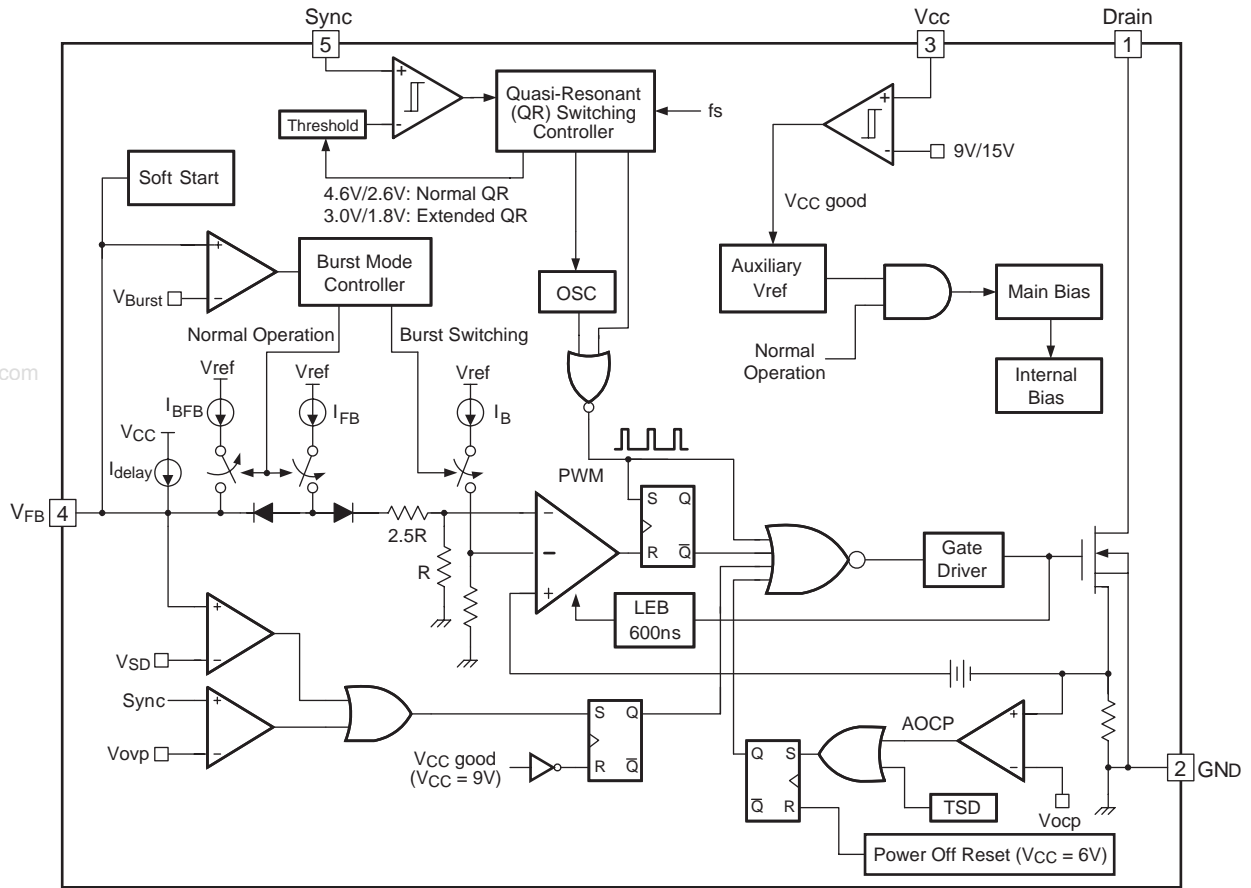 Sync
Vcc
Drain
5
3
1
Threshold
+
-
Quasi-Resonant
(QR) Switching
Controller
fs
+
-
9V/15V
Soft Start
4.6V/2.6V: Normal QR
3.0V/1.8V: Extended QR
VCC good
+
-
VBurst
Burst Mode
Controller
OSC
Auxiliary
Vref
Main Bias
Normal Operation
Burst Switching
Normal
Operation
Internal
Bias
com
Vref
Vref
Vref
IBFB
IFB
IB
VCC
Idelay
PWM
VFB
4
2.5R
R
-
-
+
S
Q
R
Q
Gate
Driver
LEB
600ns
+
-
VSD
Sync
+
-
Vovp
S
Q
R
Q
VCC good
(VCC = 9V)
AOCP
+
-
Q
S
Q
R
TSD
Vocp
2
GND
Power Off Reset (VCC = 6V)